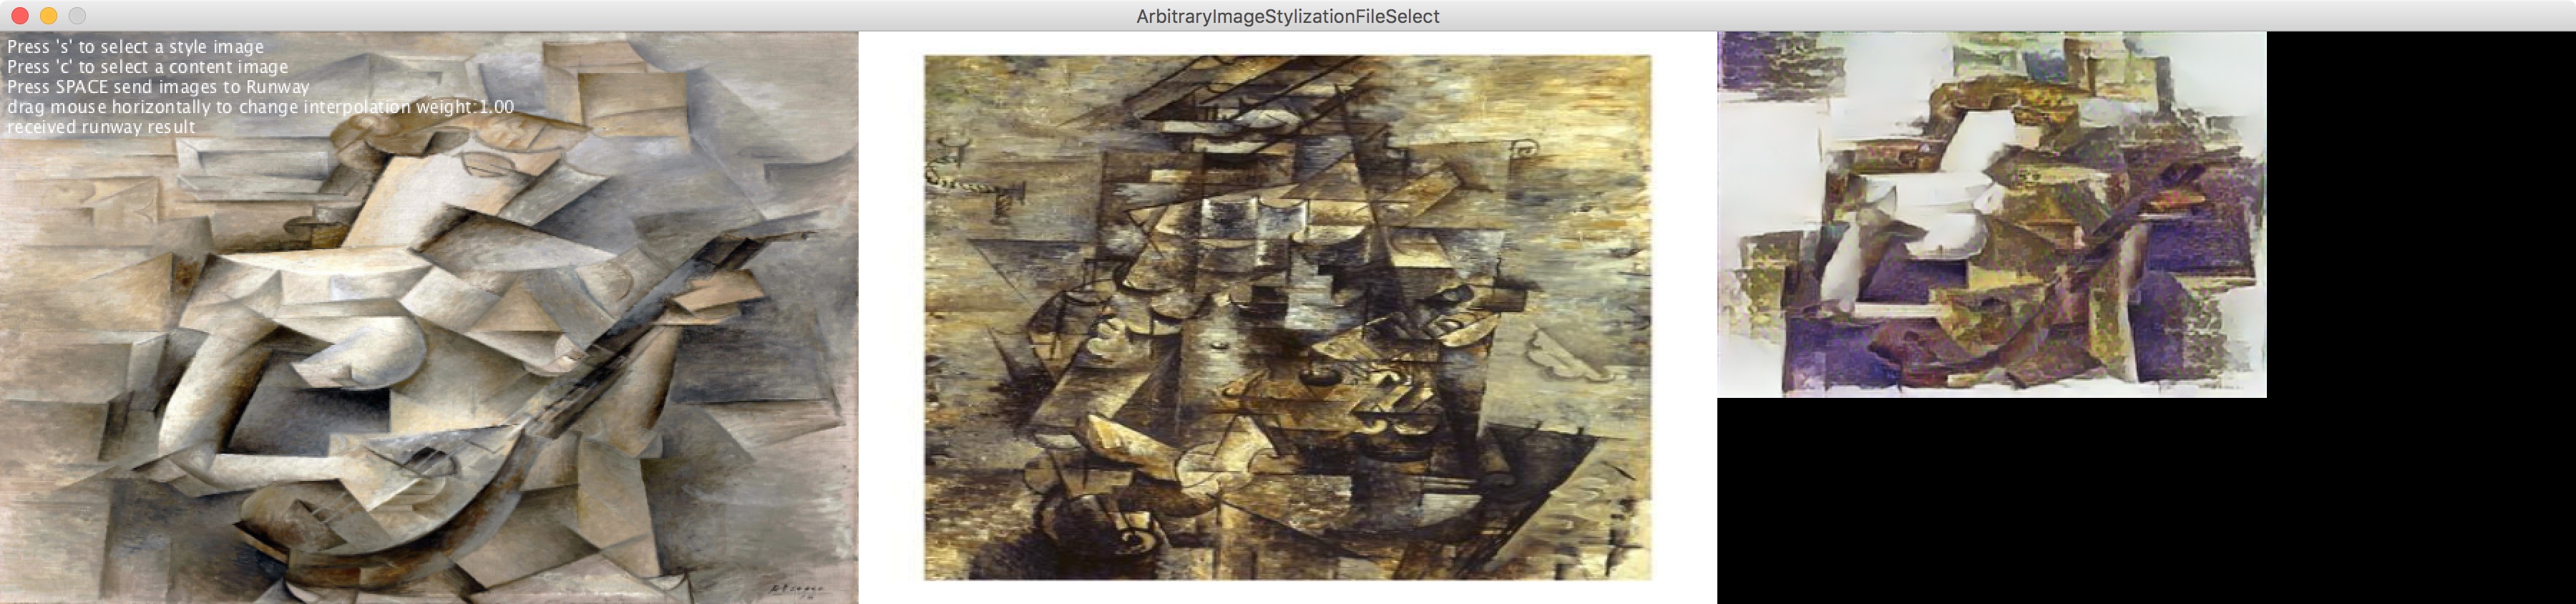 ArbitraryImageStylizationFileSelect
Press 's' to select a style image
Press 'c' to select a content image
Press SPACE send images to Runway
drag mouse horizontally to change interpolation weight:1.00
received runway result